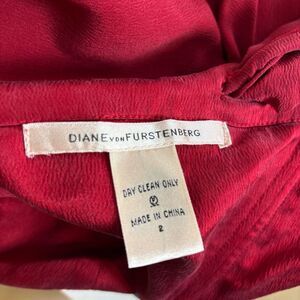 DIANE VON FURSTENBERG
DRY CLEAN ONLY
P
MADE IN CHINA
2